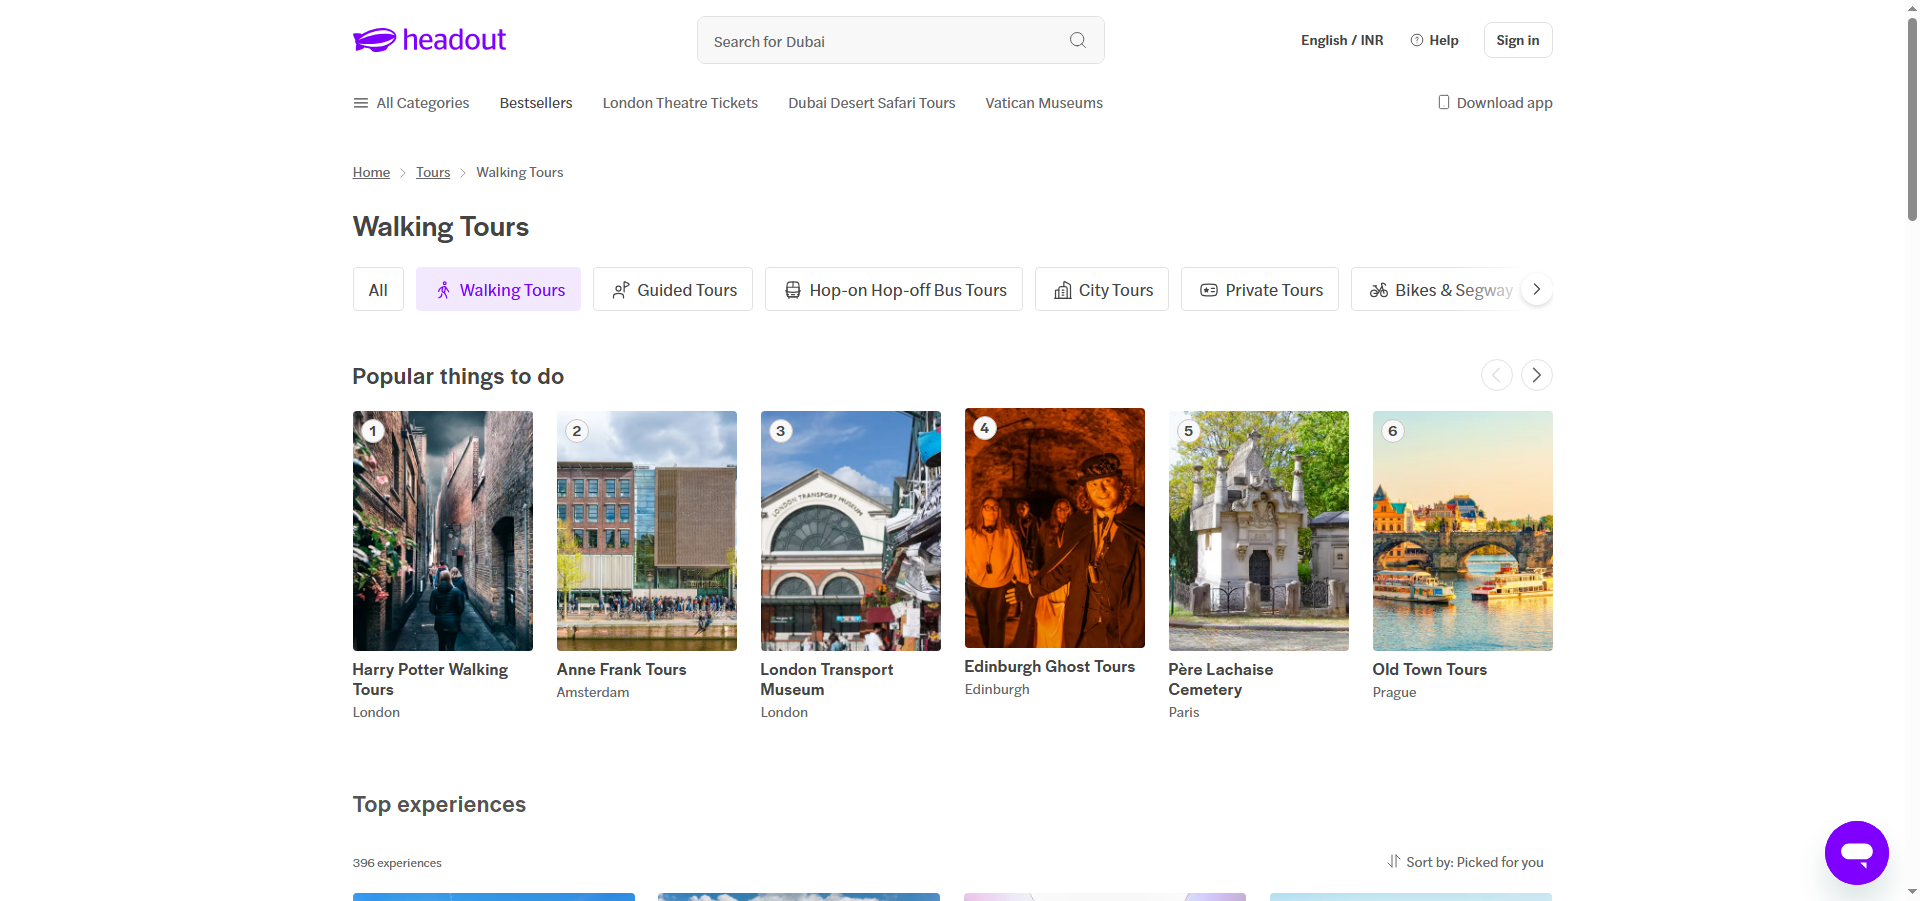 headout
Search for Dubai
English / INR
Help
Sign in
All Categories
Bestsellers
London Theatre Tickets
Dubai Desert Safari Tours
Vatican Museums
Download app
Home
Tours
Walking Tours
Walking Tours
All
Walking Tours
Guided Tours
Hop-on Hop-off Bus Tours
City Tours
Private Tours
Bikes & Segway
Popular things to do
1
2
3
4
5
6
LONDON TRANSPORT MUSEUM
Harry Potter Walking
Tours
London
Anne Frank Tours
Amsterdam
London Transport
Museum
London
Edinburgh Ghost Tours
Edinburgh
Père Lachaise
Cemetery
Paris
Old Town Tours
Prague
Top experiences
396 experiences
Sort by: Picked for you